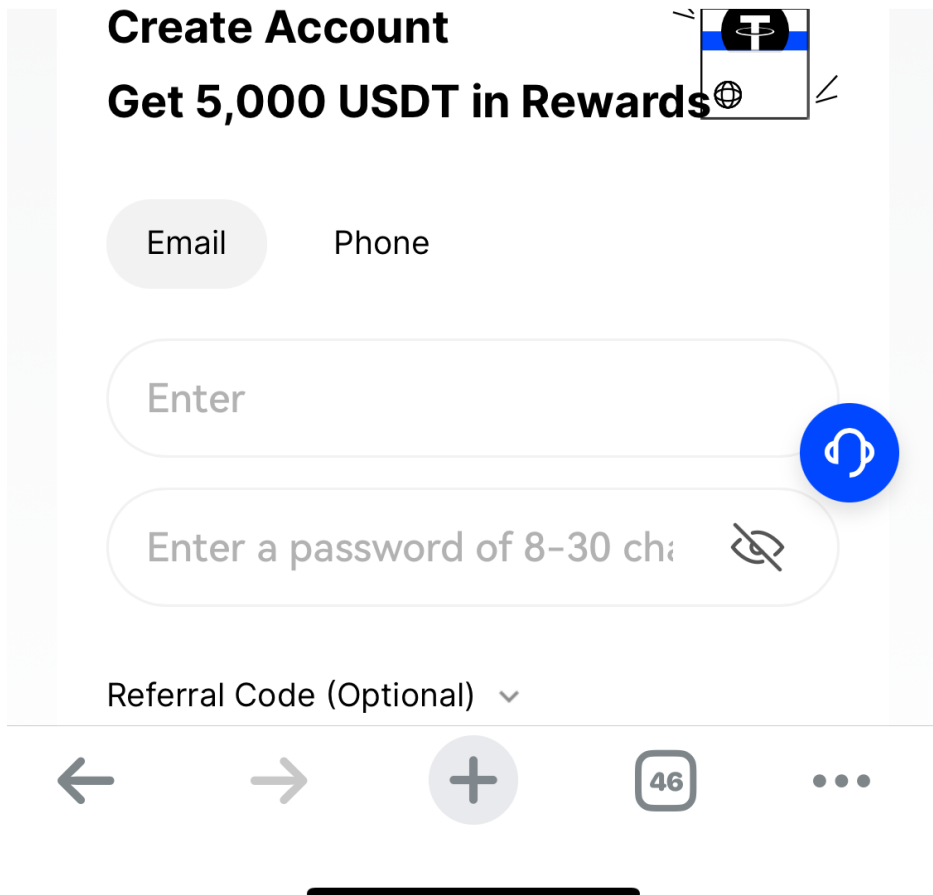 Create Account
Get 5,000 USDT in Rewards
Email
Phone
Enter
Enter a password of 8-30 cha
Referral Code (Optional)
46